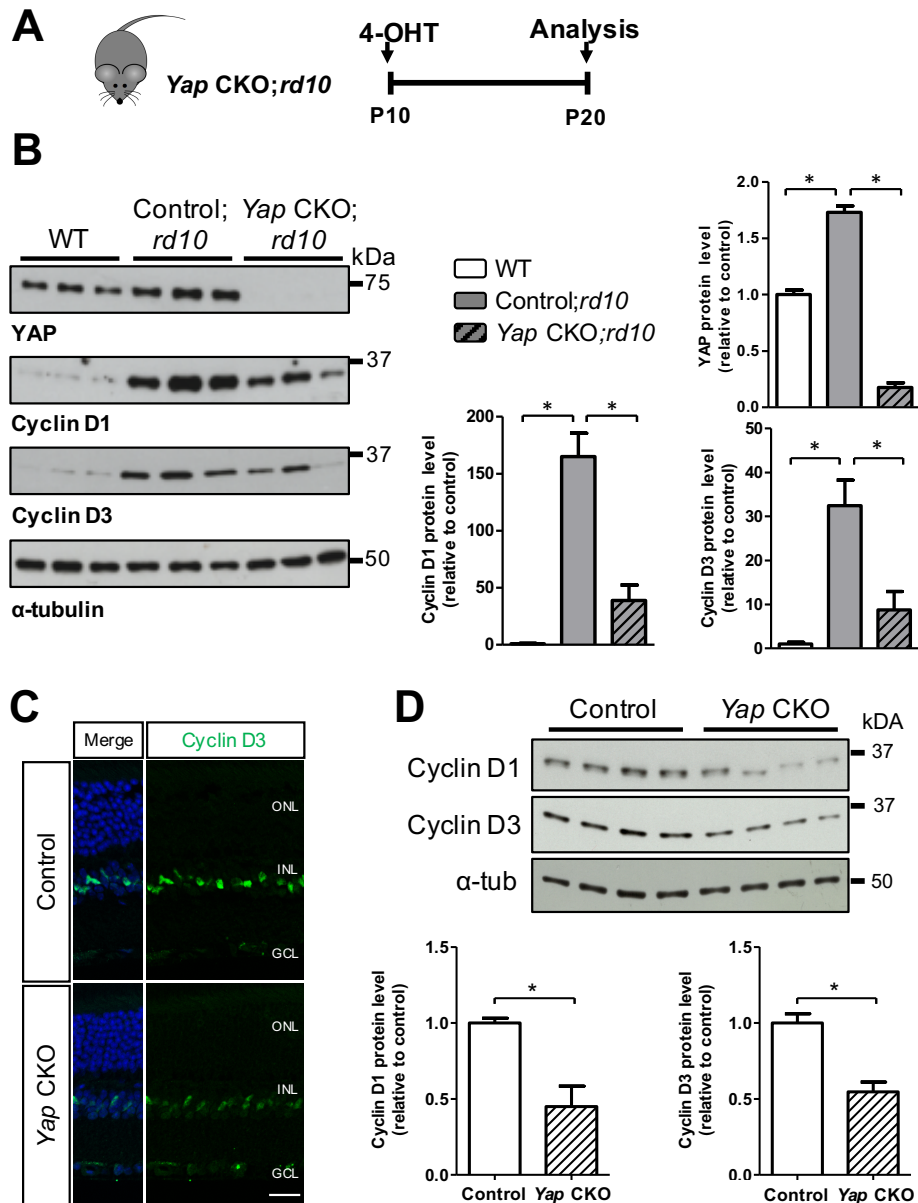 A
Yap CKO;rd10
4-OHT
Analysis
P10
P20
B
WT
Control;
rd10
Yap CKO;
rd10
kDa
75
YAP
37
Cyclin D1
37
Cyclin D3
50
α-tubulin
WT
Control;rd10
Yap CKO;rd10
Cyclin D1 protein level
(relative to control)
200
150
100
50
0
*
*
YAP protein level
(relative to control)
2.0
1.5
1.0
0.5
0.0
*
*
Cyclin D3 protein level
(relative to control)
40
30
20
10
0
*
*
C
Merge
Cyclin D3
Control
ONL
INL
GCL
Yap CKO
ONL
INL
GCL
D
Control
Yap CKO
kDA
Cyclin D1
37
Cyclin D3
37
α-tub
50
Cyclin D1 protein level
(relative to control)
1.5
1.0
0.5
0.0
*
Control
Yap CKO
Cyclin D3 protein level
(relative to control)
1.5
1.0
0.5
0.0
*
Control
Yap CKO